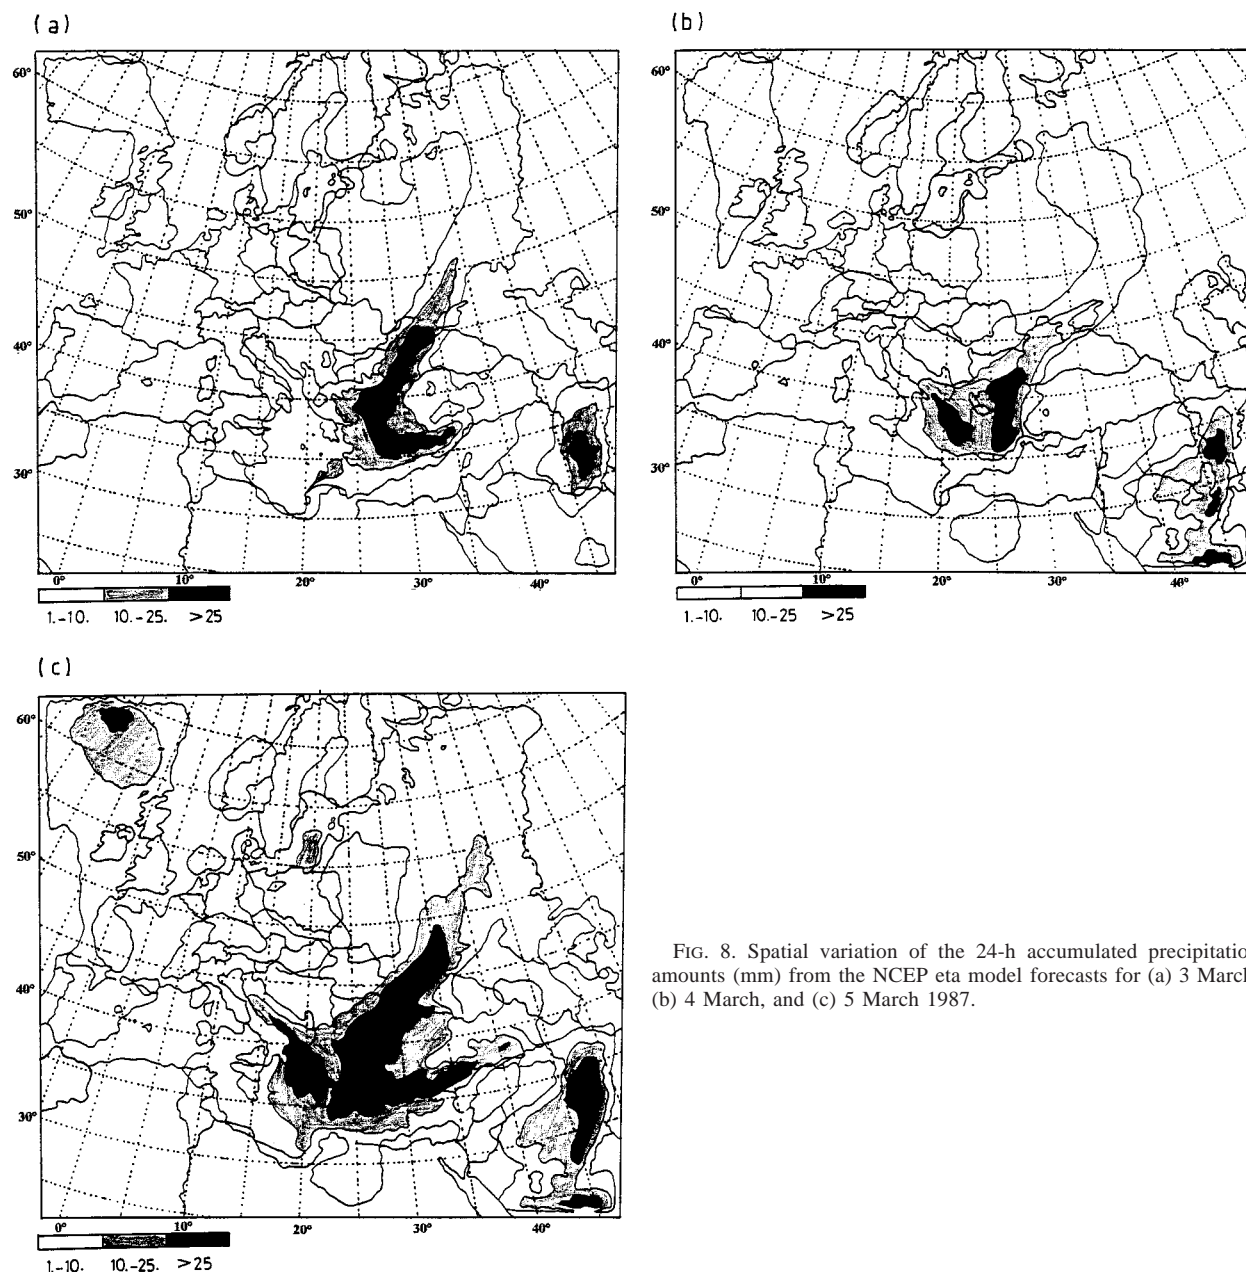 (a)
60°
50°
40°
30°
0° 10° 20° 30° 40°
1.-10. 10.-25. >25
(b)
60°
50°
40°
30°
0° 10° 20° 30° 40°
1.-10. 10.-25 >25
(c)
60°
50°
40°
30°
0° 10° 20° 30° 40°
1.-10. 10.-25. >25
FIG. 8. Spatial variation of the 24-h accumulated precipitatio
amounts (mm) from the NCEP eta model forecasts for (a) 3 March
(b) 4 March, and (c) 5 March 1987.